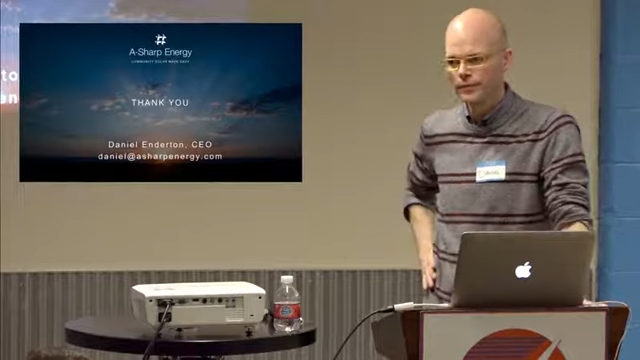 A-Sharp Energy
COMMUNITY SOLAR MADE EASY
THANK YOU
Daniel Enderton, CEO
daniel@asharpenergy.com